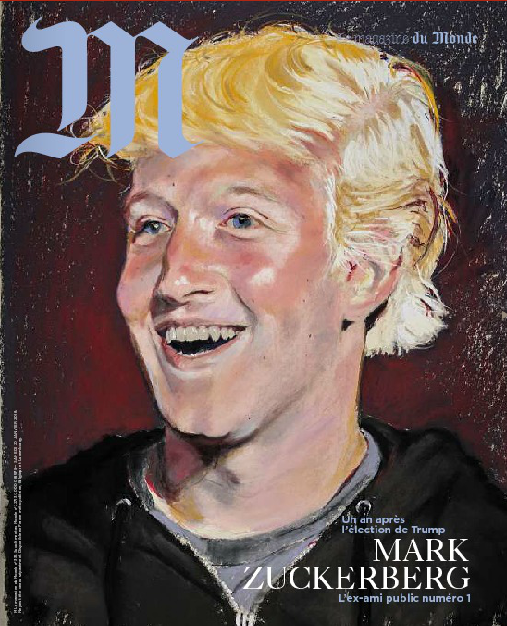 M
Le magazine du Monde
Un an après
l'élection de Trump
MARK
ZUCKERBERG
L'ex-ami public numéro 1